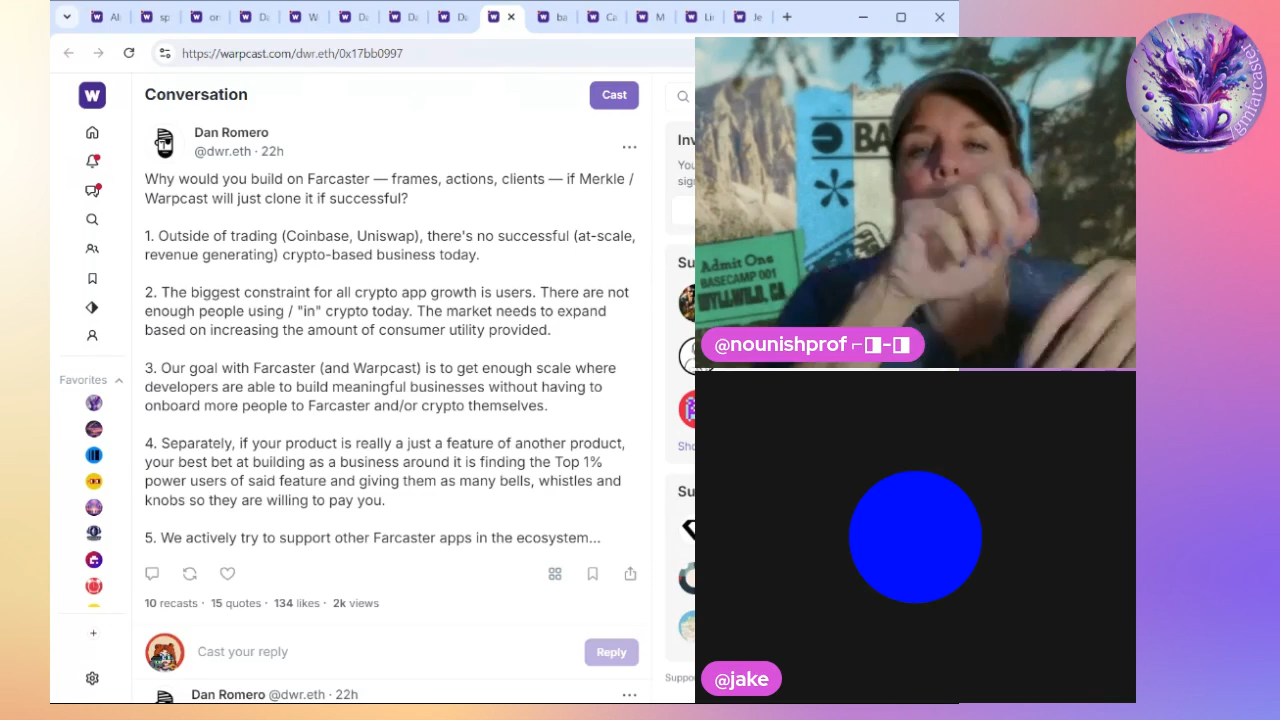 https://warpcast.com/dwr.eth/0x17bb0997
Conversation
Cast
Dan Romero
@dwr.eth · 22h
Why would you build on Farcaster — frames, actions, clients — if Merkle /
Warpcast will just clone it if successful?
1. Outside of trading (Coinbase, Uniswap), there's no successful (at-scale,
revenue generating) crypto-based business today.
2. The biggest constraint for all crypto app growth is users. There are not
enough people using / "in" crypto today. The market needs to expand
based on increasing the amount of consumer utility provided.
3. Our goal with Farcaster (and Warpcast) is to get enough scale where
developers are able to build meaningful businesses without having to
onboard more people to Farcaster and/or crypto themselves.
4. Separately, if your product is really a just a feature of another product,
your best bet at building as a business around it is finding the Top 1%
power users of said feature and giving them as many bells, whistles and
knobs so they are willing to pay you.
5. We actively try to support other Farcaster apps in the ecosystem...
10 recasts · 15 quotes · 134 likes · 2k views
Cast your reply
Reply
Dan Romero @dwr.eth · 22h
Favorites
Admit One
BASECAMP 001
IDYLLWILD, CA
@nounishprof ⌐◨-◨
@jake
/gmfarcaster